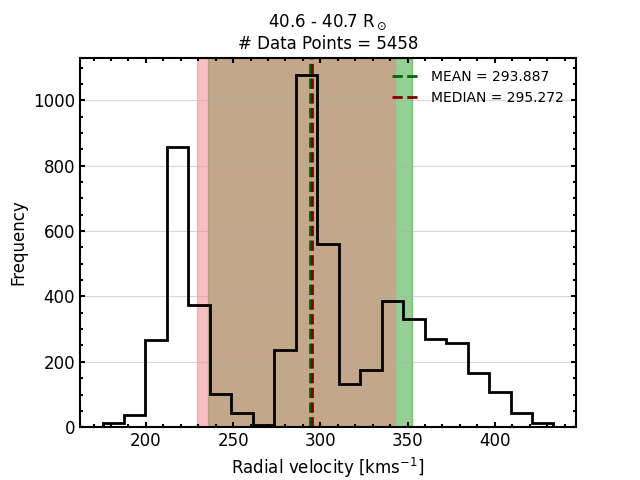 40.6 - 40.7 R⊙
# Data Points = 5458
MEAN = 293.887
MEDIAN = 295.272
1000
800
600
400
200
0
Frequency
200 250 300 350 400
Radial velocity [kms⁻¹]